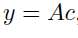 y = Ac,